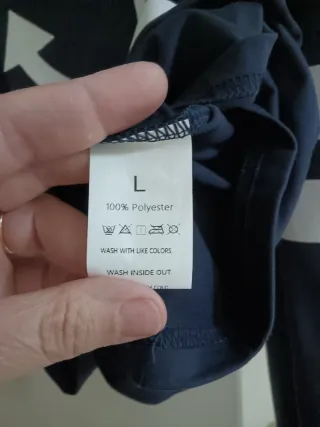 L
100% Polyester
WASH WITH LIKE COLORS
WASH INSIDE OUT